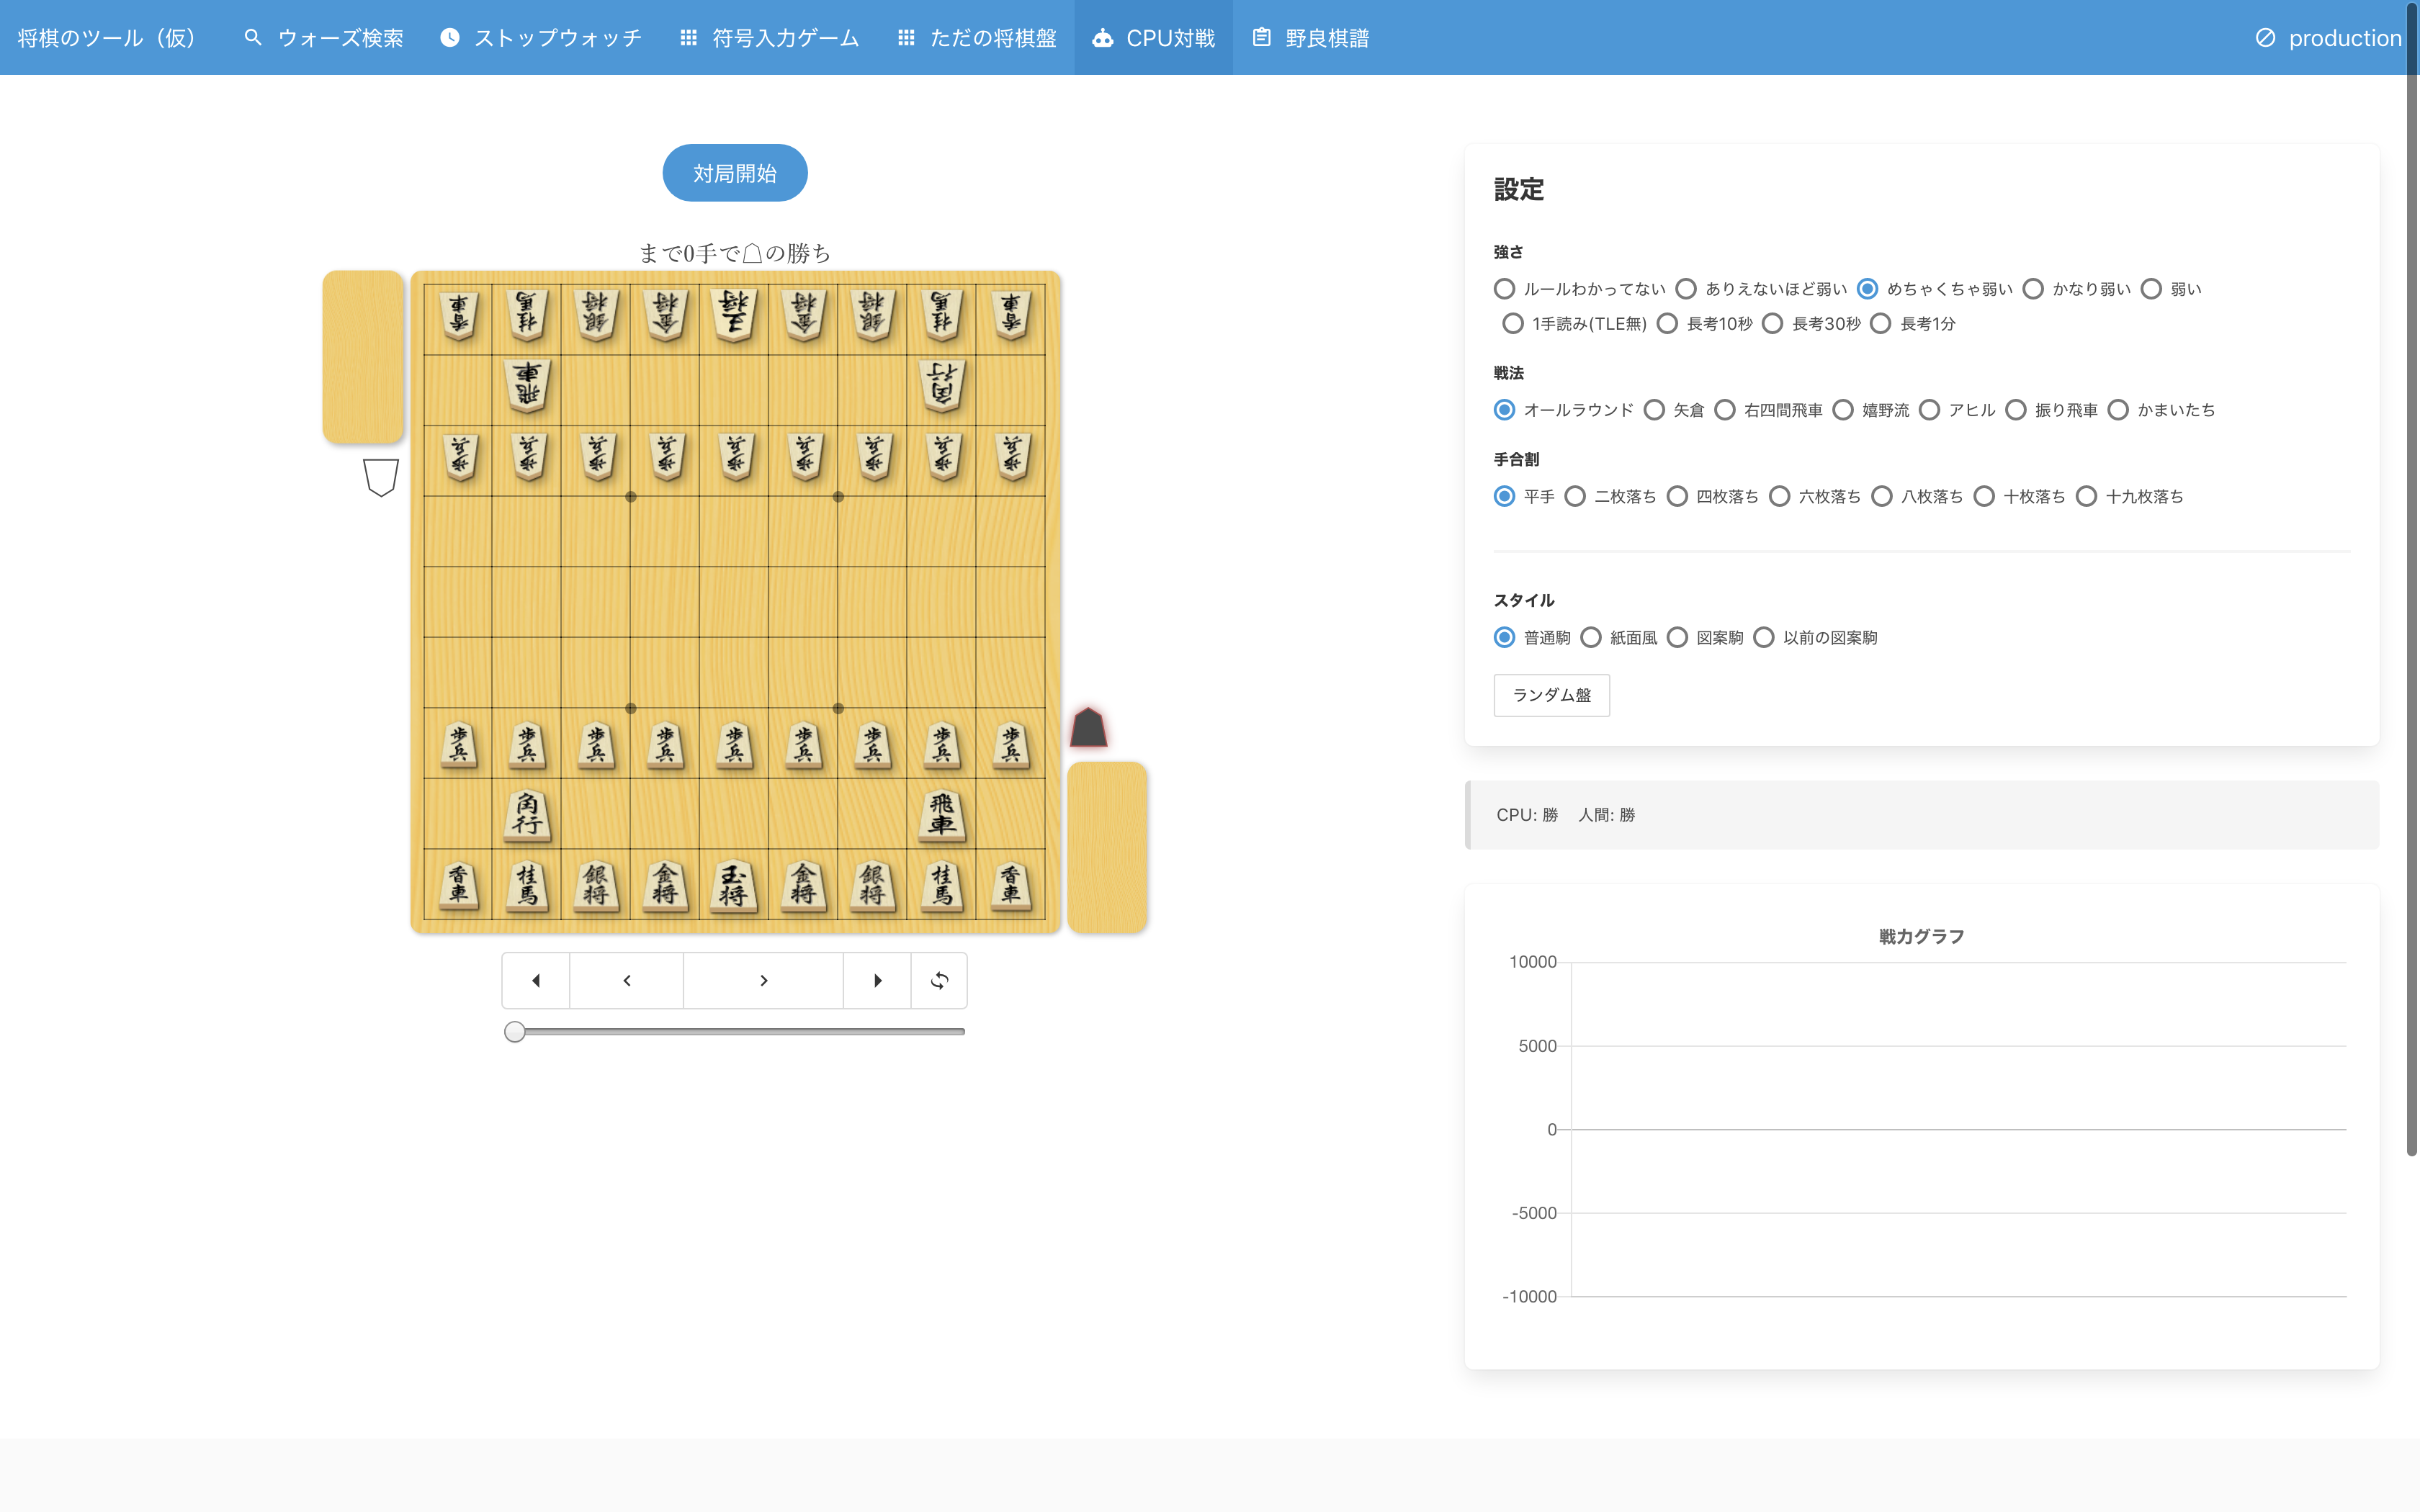 将棋のツール（仮） ウォーズ検索 ストップウォッチ 符号入力ゲーム ただの将棋盤 CPU対戦 野良棋譜 production
対局開始
まで0手で☖の勝ち
香車 桂馬 銀将 金将 王将 金将 銀将 桂馬 香車
飛車 角行
歩兵 歩兵 歩兵 歩兵 歩兵 歩兵 歩兵 歩兵 歩兵
歩兵 歩兵 歩兵 歩兵 歩兵 歩兵 歩兵 歩兵 歩兵
角行 飛車
香車 桂馬 銀将 金将 玉将 金将 銀将 桂馬 香車
設定
強さ
ルールわかってない ありえないほど弱い めちゃくちゃ弱い かなり弱い 弱い
1手読み(TLE無) 長考10秒 長考30秒 長考1分
戦法
オールラウンド 矢倉 右四間飛車 嬉野流 アヒル 振り飛車 かまいたち
手合割
平手 二枚落ち 四枚落ち 六枚落ち 八枚落ち 十枚落ち 十九枚落ち
スタイル
普通駒 紙面風 図案駒 以前の図案駒
ランダム盤
CPU: 勝 人間: 勝
戦力グラフ
10000
5000
0
-5000
-10000